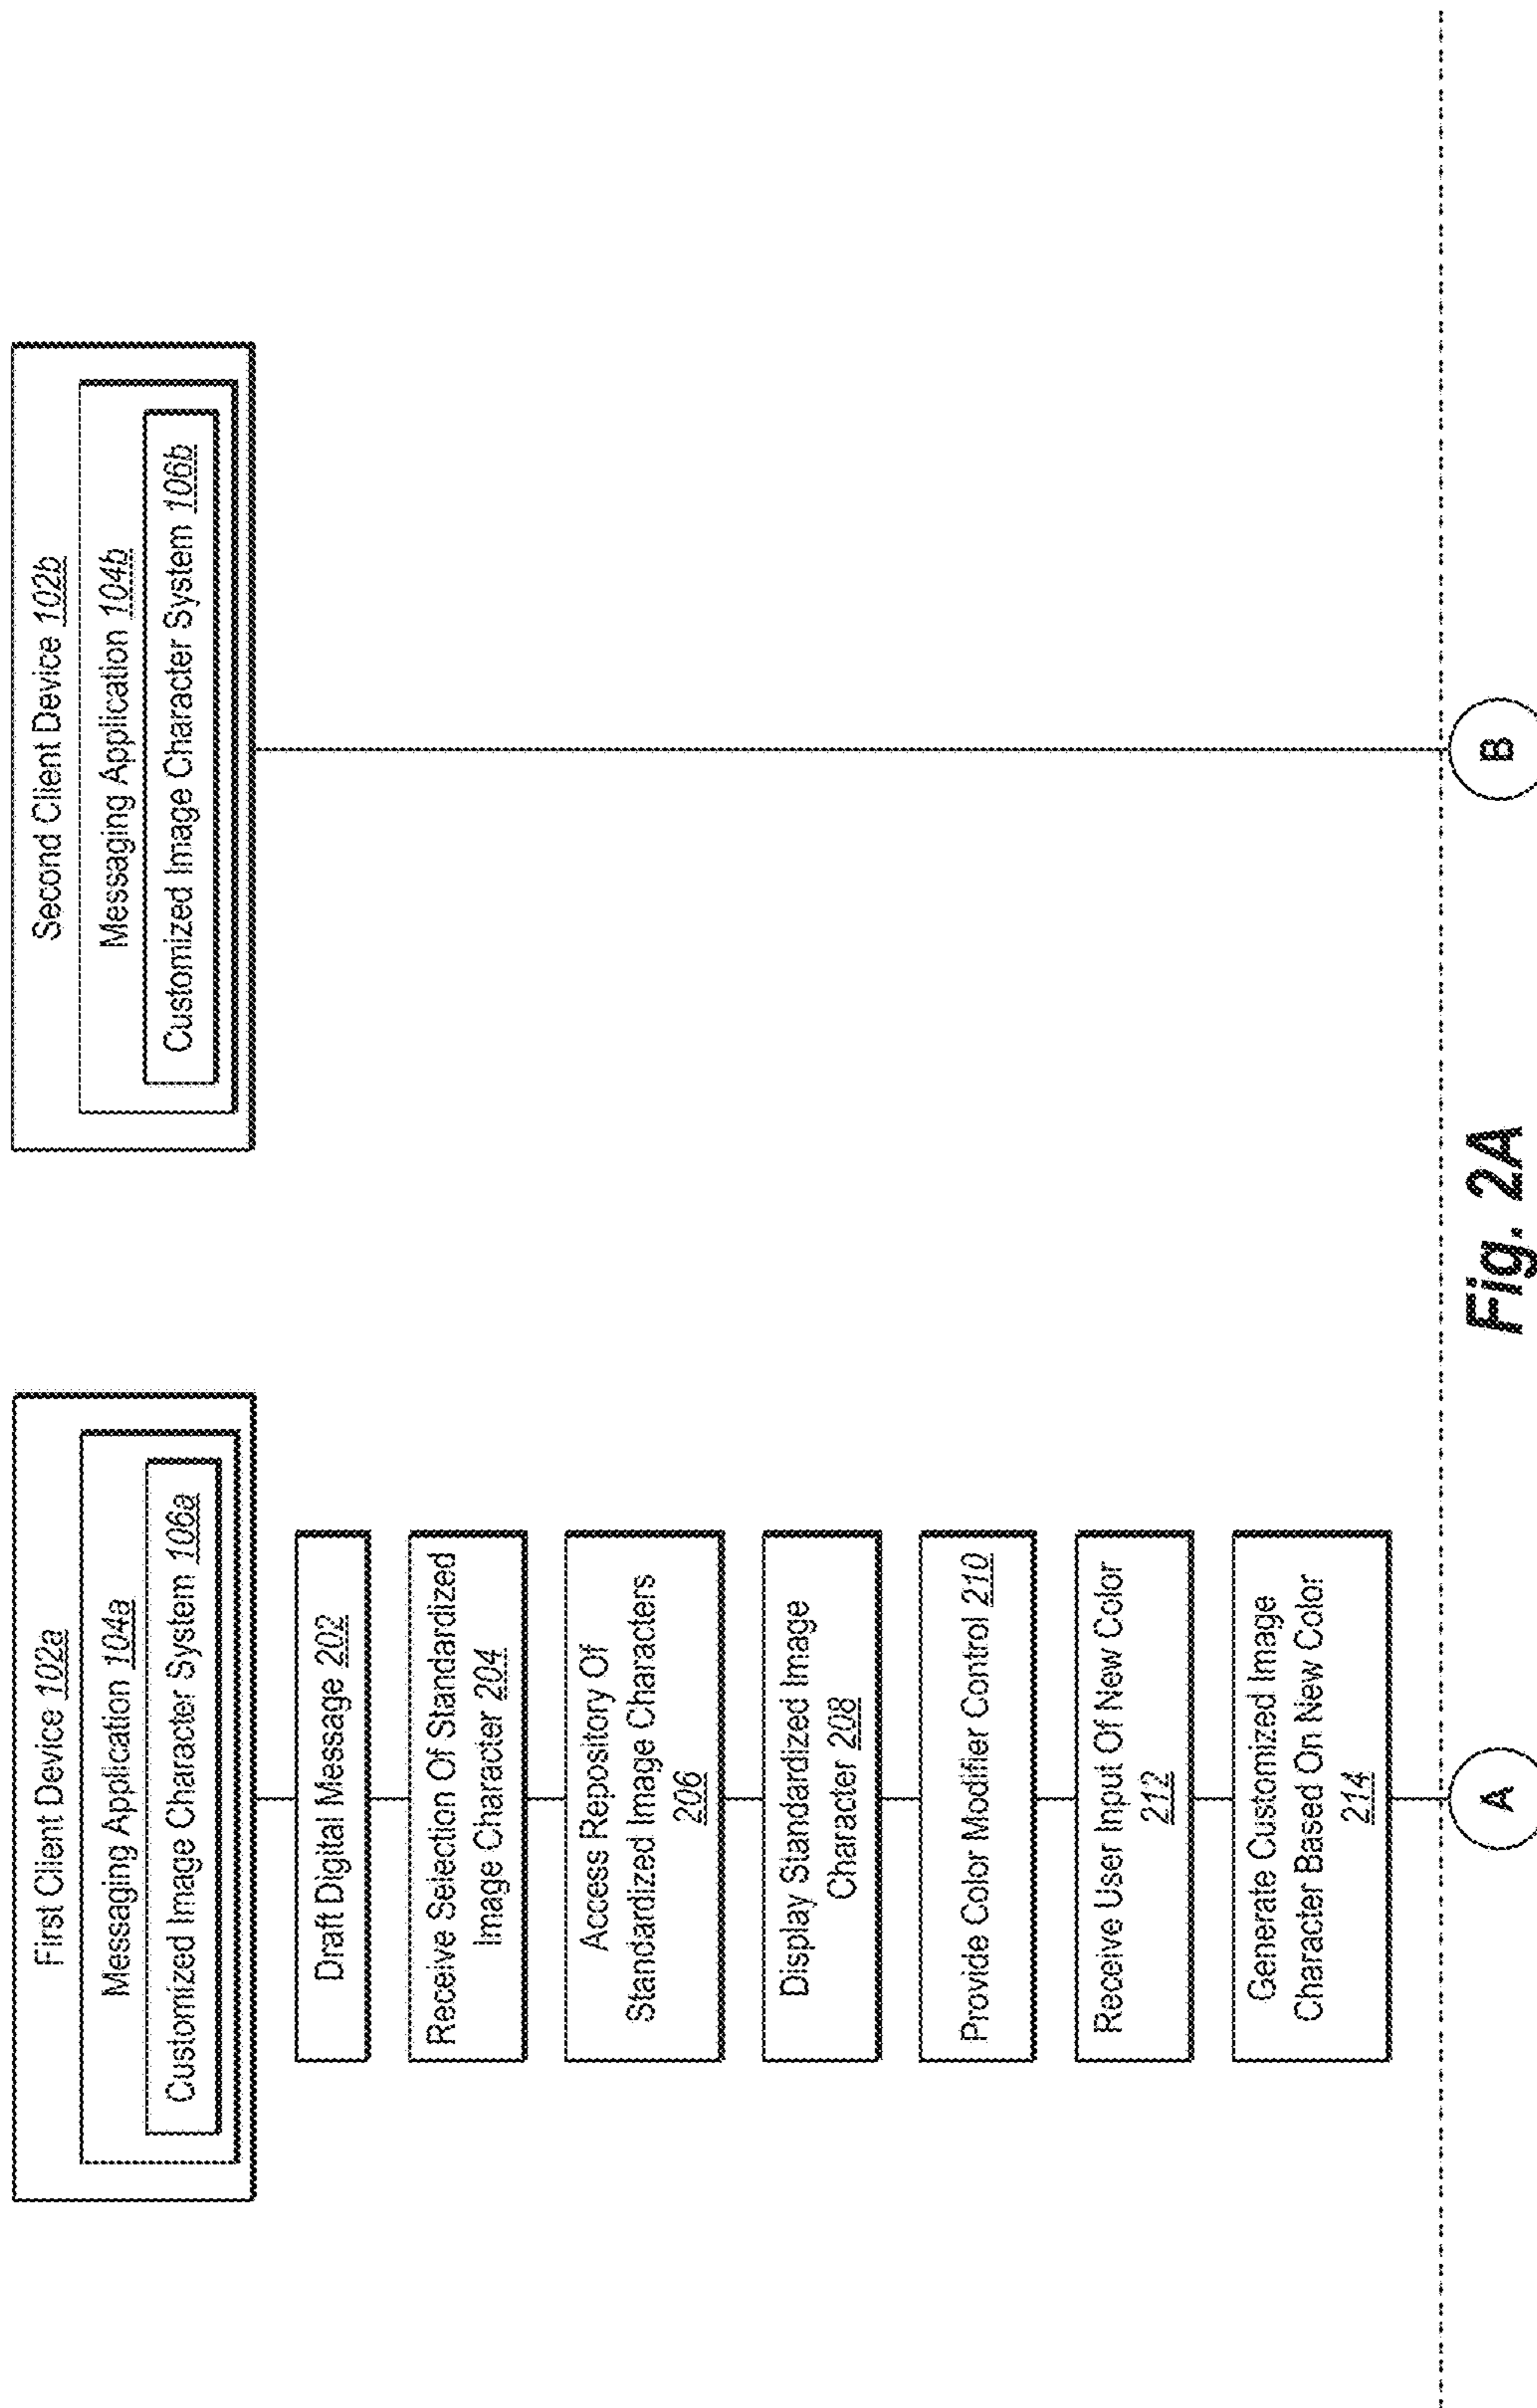 First Client Device 102a
Messaging Application 104a
Customized Image Character System 106a
Draft Digital Message 202
Receive Selection Of Standardized
Image Character 204
Access Repository Of
Standardized Image Characters
206
Display Standardized Image
Character 208
Provide Color Modifier Control 210
Receive User Input Of New Color
212
Generate Customized Image
Character Based On New Color
214
A
Second Client Device 102b
Messaging Application 104b
Customized Image Character System 106b
B
Fig. 2A